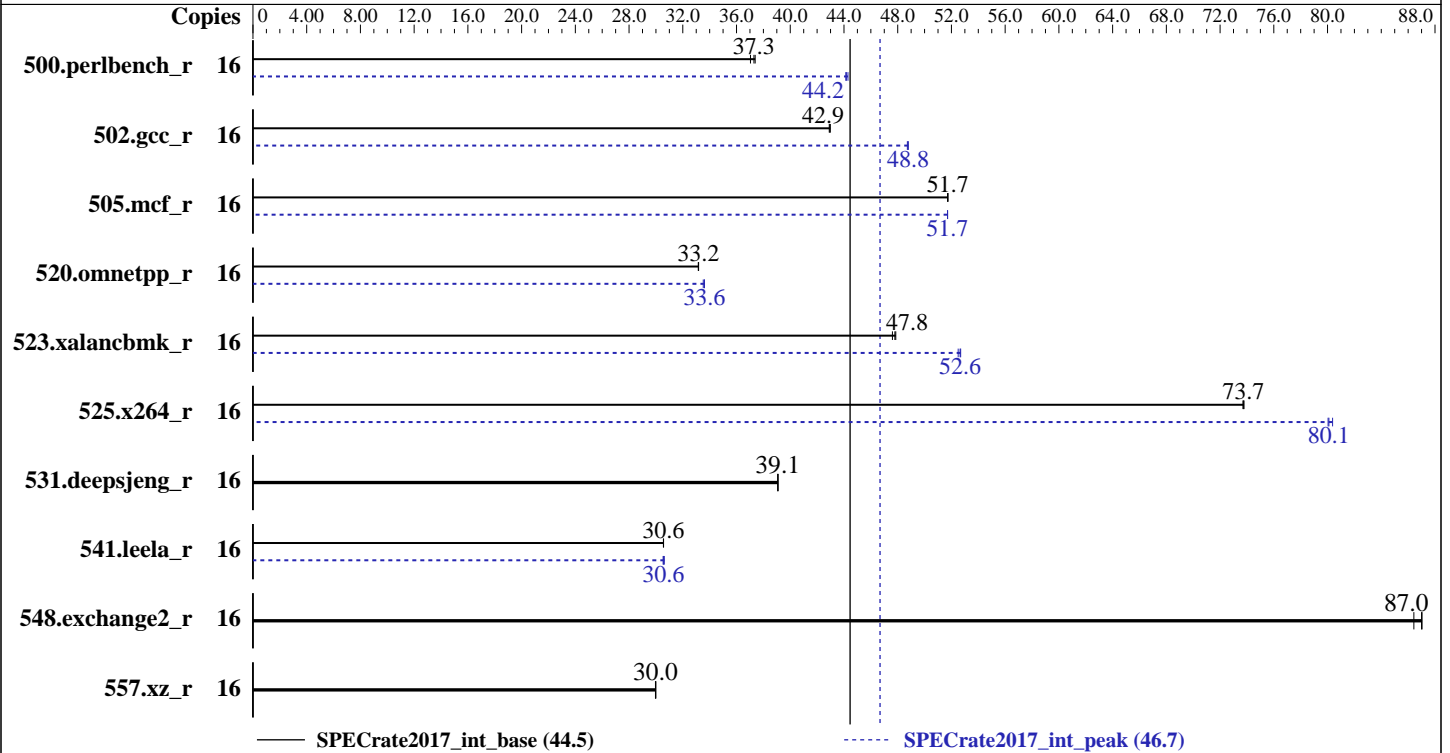 Copies 0 4.00 8.00 12.0 16.0 20.0 24.0 28.0 32.0 36.0 40.0 44.0 48.0 52.0 56.0 60.0 64.0 68.0 72.0 76.0 80.0 88.0
37.3
500.perlbench_r 16
44.2
42.9
502.gcc_r 16
48.8
51.7
505.mcf_r 16
51.7
33.2
520.omnetpp_r 16
33.6
47.8
523.xalancbmk_r 16
52.6
73.7
525.x264_r 16
80.1
39.1
531.deepsjeng_r 16
30.6
541.leela_r 16
30.6
87.0
548.exchange2_r 16
30.0
557.xz_r 16
SPECrate2017_int_base (44.5) SPECrate2017_int_peak (46.7)